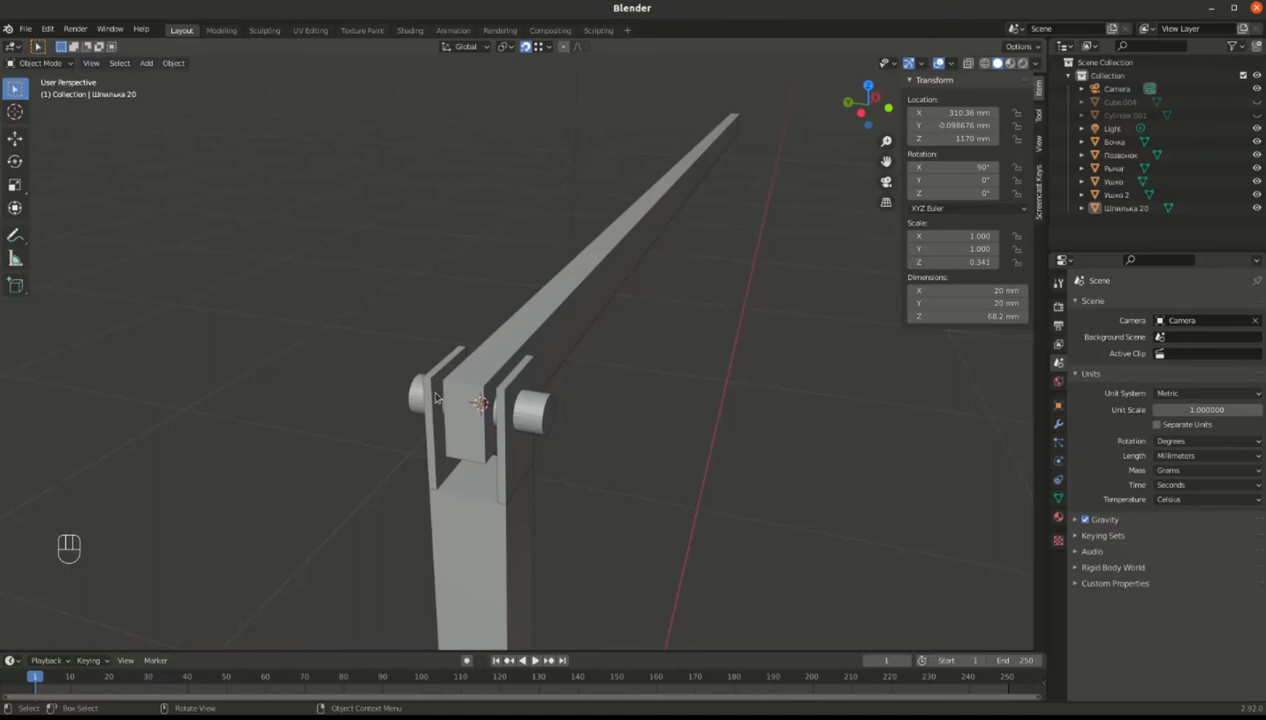 Blender
File Edit Render Window Help Layout Modeling Sculpting UV Editing Texture Paint Shading Animation Rendering Compositing Scripting + Scene View Layer
Global Options
Object Mode View Select Add Object
User Perspective
(1) Collection | Шпилька 20
Transform
Location:
X 310.36 mm
Y -0.098676 mm
Z 1170 mm
Rotation:
X 90°
Y 0°
Z 0°
XYZ Euler
Scale:
X 1.000
Y 1.000
Z 0.341
Dimensions:
X 20 mm
Y 20 mm
Z 68.2 mm
Item
Tool
View
Screencast Keys
Scene Collection
Collection
Camera
Cube.004
Cylinder.001
Light
Бочка
Позвонок
Рычаг
Ушко
Ушко 2
Шпилька 20
Scene
Scene
Camera Camera
Background Scene
Active Clip
Units
Unit System Metric
Unit Scale 1.000000
Separate Units
Rotation Degrees
Length Millimeters
Mass Grams
Time Seconds
Temperature Celsius
Gravity
Keying Sets
Audio
Rigid Body World
Custom Properties
Playback Keying View Marker 1 Start 1 End 250
1 10 20 30 40 50 60 70 80 90 100 110 120 130 140 150 160 170 180 190 200 210 220 230 240 250
Select Box Select Rotate View Object Context Menu 2.92.0